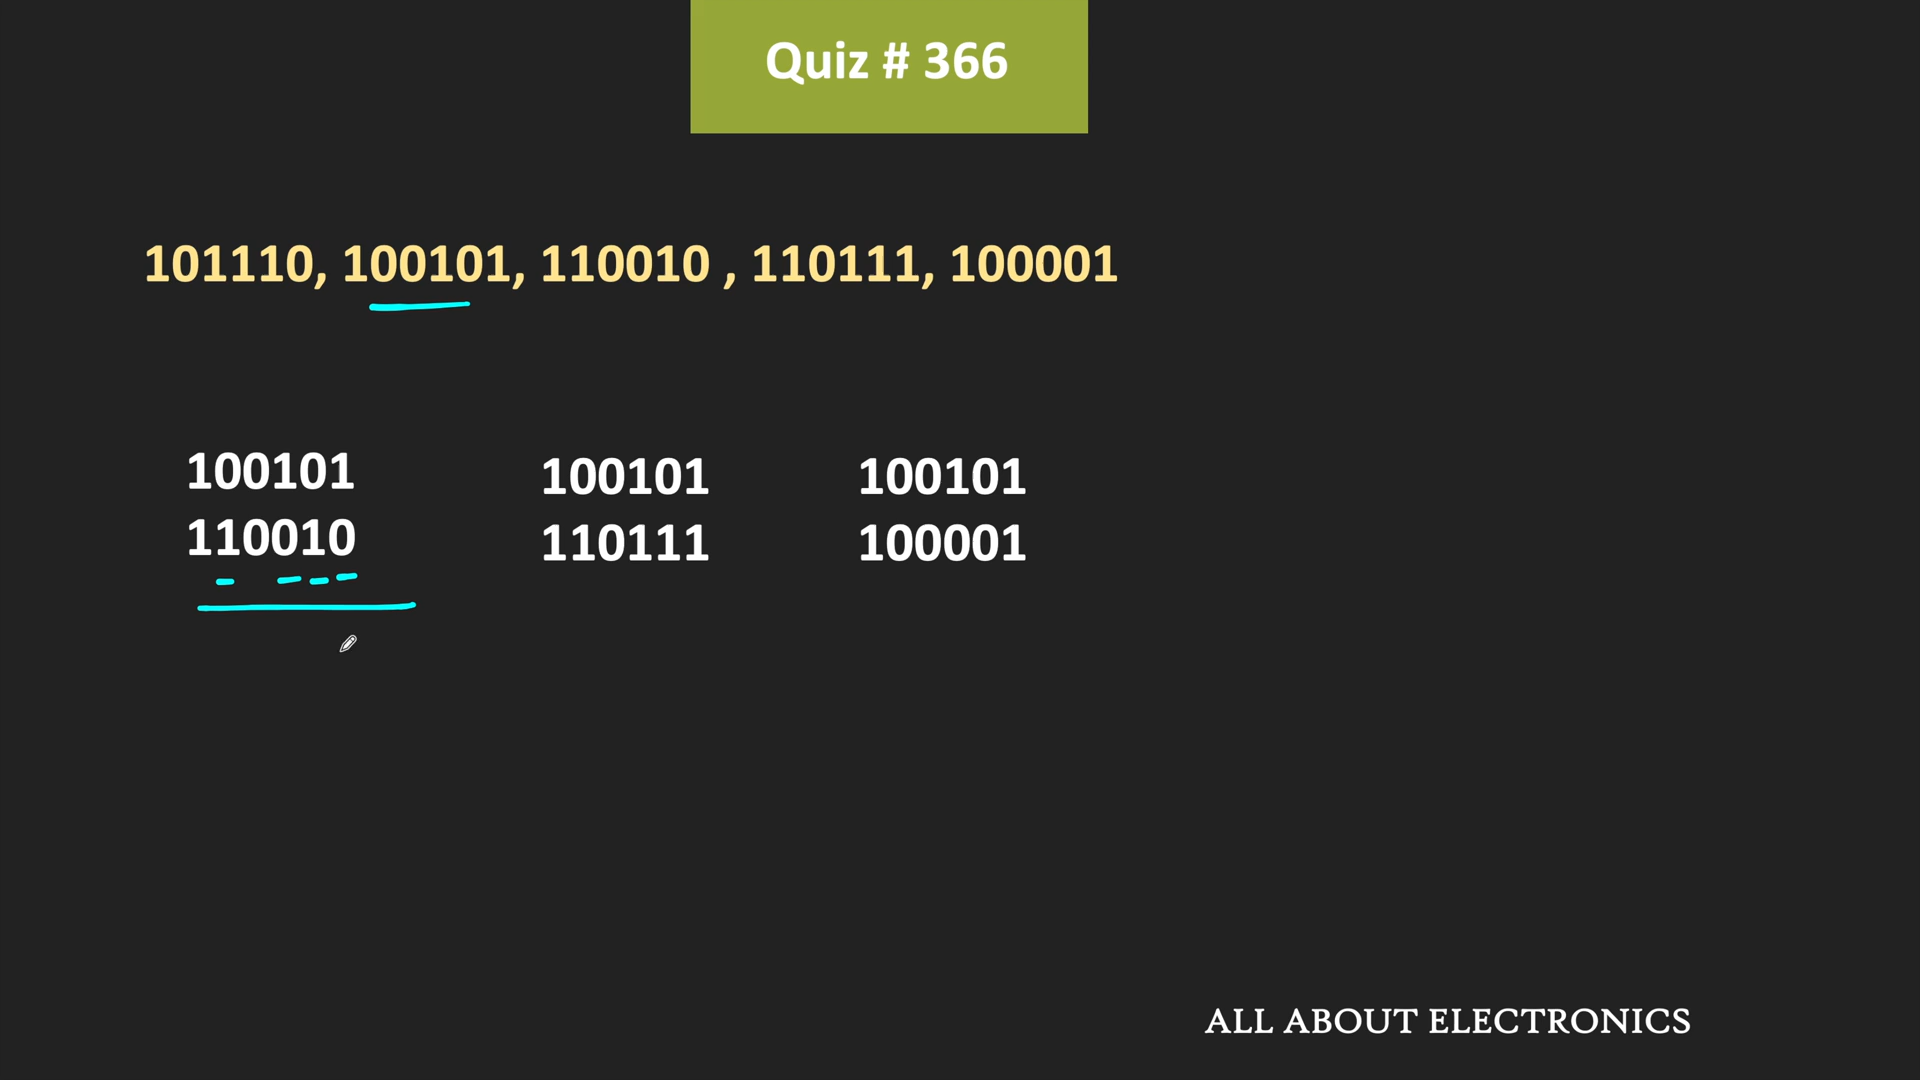 Quiz # 366
101110, 100101, 110010 , 110111, 100001
100101 100101 100101
110010 110111 100001
ALL ABOUT ELECTRONICS